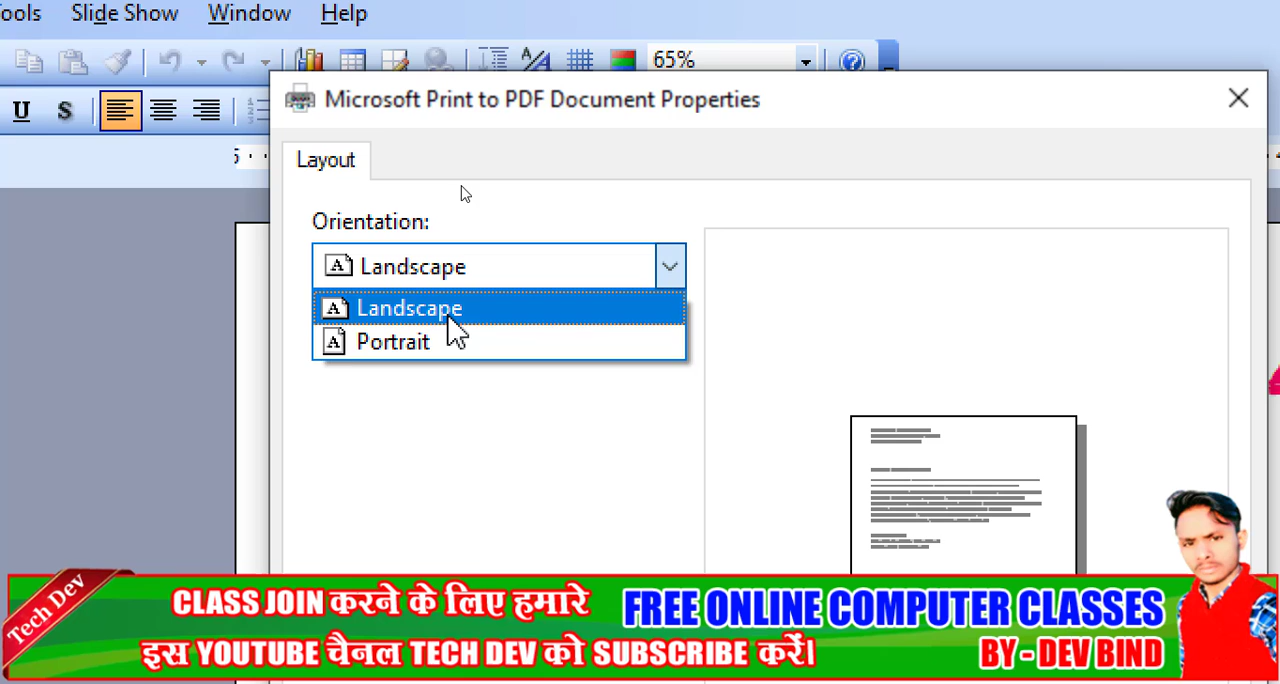 ools Slide Show Window Help
65%
U S
5
Microsoft Print to PDF Document Properties
Layout
Orientation:
Landscape
Landscape
Portrait
Tech Dev
CLASS JOIN करने के लिए हमारे
इस YOUTUBE चैनल TECH DEV को SUBSCRIBE करें।
FREE ONLINE COMPUTER CLASSES
BY - DEV BIND